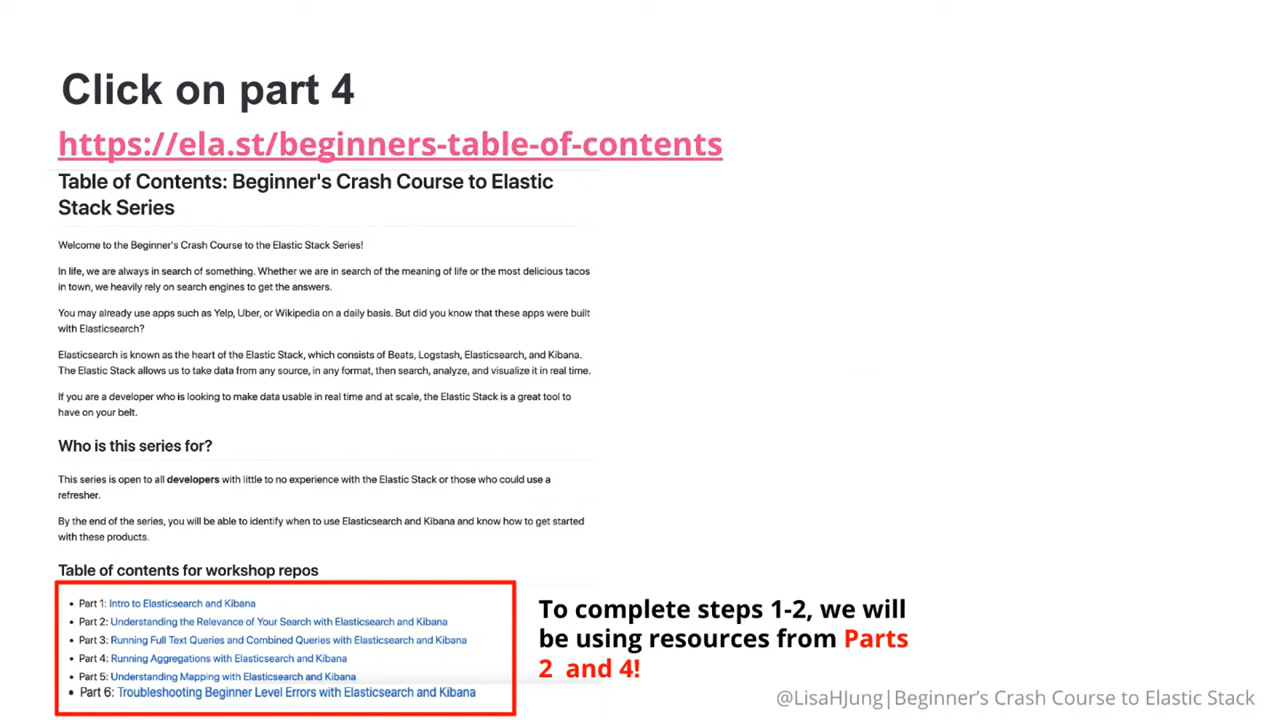 Click on part 4
https://ela.st/beginners-table-of-contents
Table of Contents: Beginner's Crash Course to Elastic
Stack Series
Welcome to the Beginner's Crash Course to the Elastic Stack Series!
In life, we are always in search of something. Whether we are in search of the meaning of life or the most delicious tacos
in town, we heavily rely on search engines to get the answers.
You may already use apps such as Yelp, Uber, or Wikipedia on a daily basis. But did you know that these apps were built
with Elasticsearch?
Elasticsearch is known as the heart of the Elastic Stack, which consists of Beats, Logstash, Elasticsearch, and Kibana.
The Elastic Stack allows us to take data from any source, in any format, then search, analyze, and visualize it in real time.
If you are a developer who is looking to make data usable in real time and at scale, the Elastic Stack is a great tool to
have on your belt.
Who is this series for?
This series is open to all developers with little to no experience with the Elastic Stack or those who could use a
refresher.
By the end of the series, you will be able to identify when to use Elasticsearch and Kibana and know how to get started
with these products.
Table of contents for workshop repos
• Part 1: Intro to Elasticsearch and Kibana
• Part 2: Understanding the Relevance of Your Search with Elasticsearch and Kibana
• Part 3: Running Full Text Queries and Combined Queries with Elasticsearch and Kibana
• Part 4: Running Aggregations with Elasticsearch and Kibana
• Part 5: Understanding Mapping with Elasticsearch and Kibana
• Part 6: Troubleshooting Beginner Level Errors with Elasticsearch and Kibana
To complete steps 1-2, we will
be using resources from Parts
2 and 4!
@LisaHJung|Beginner’s Crash Course to Elastic Stack